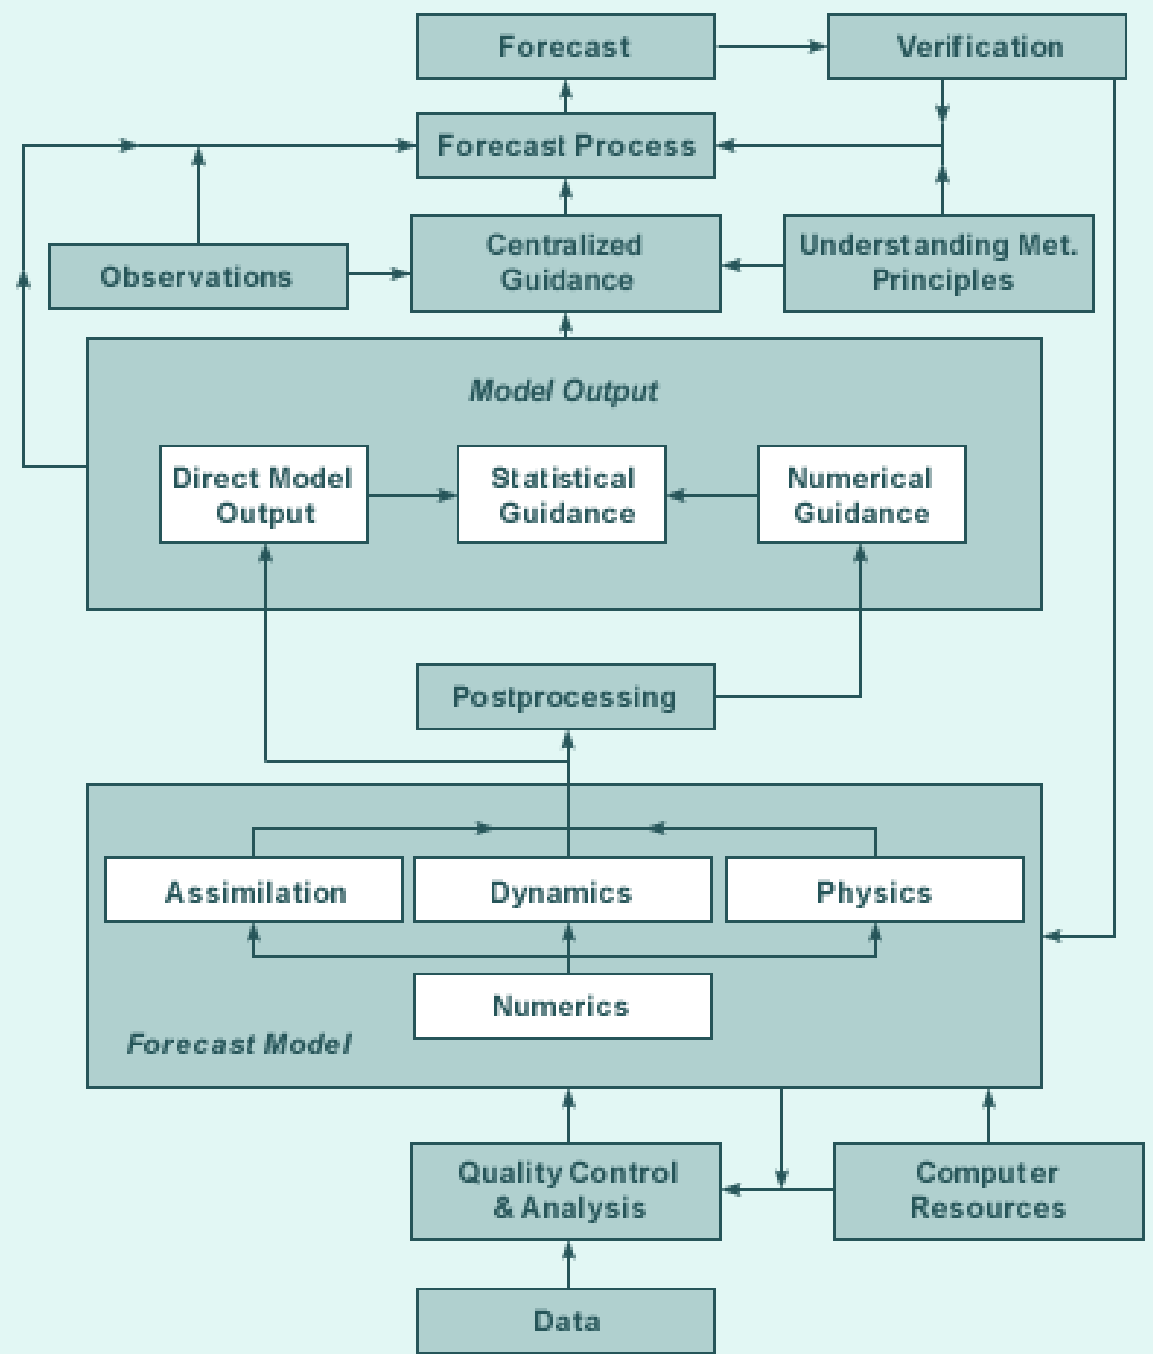 Forecast
Verification
Forecast Process
Centralized
Guidance
Understanding Met.
Principles
Observations
Model Output
Direct Model
Output
Statistical
Guidance
Numerical
Guidance
Postprocessing
Assimilation
Dynamics
Physics
Numerics
Forecast Model
Quality Control
& Analysis
Computer
Resources
Data